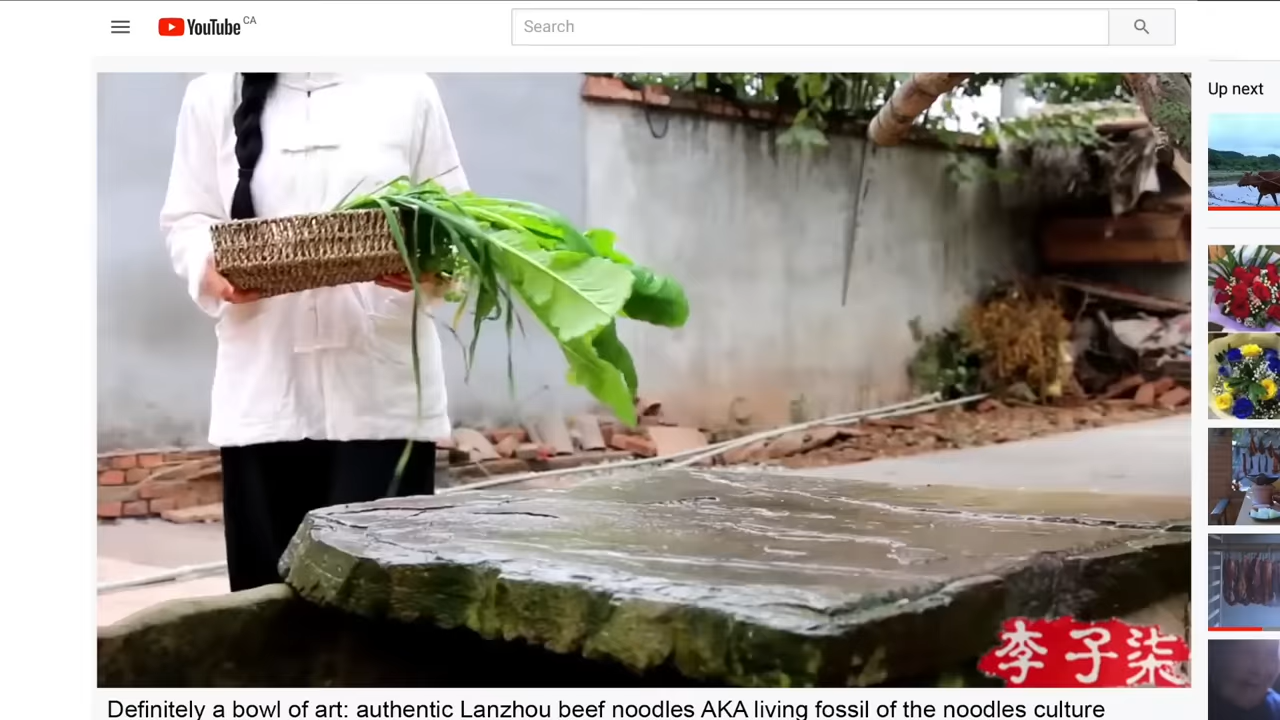 YouTube CA
Search
Up next
李子柒
Definitely a bowl of art: authentic Lanzhou beef noodles AKA living fossil of the noodles culture